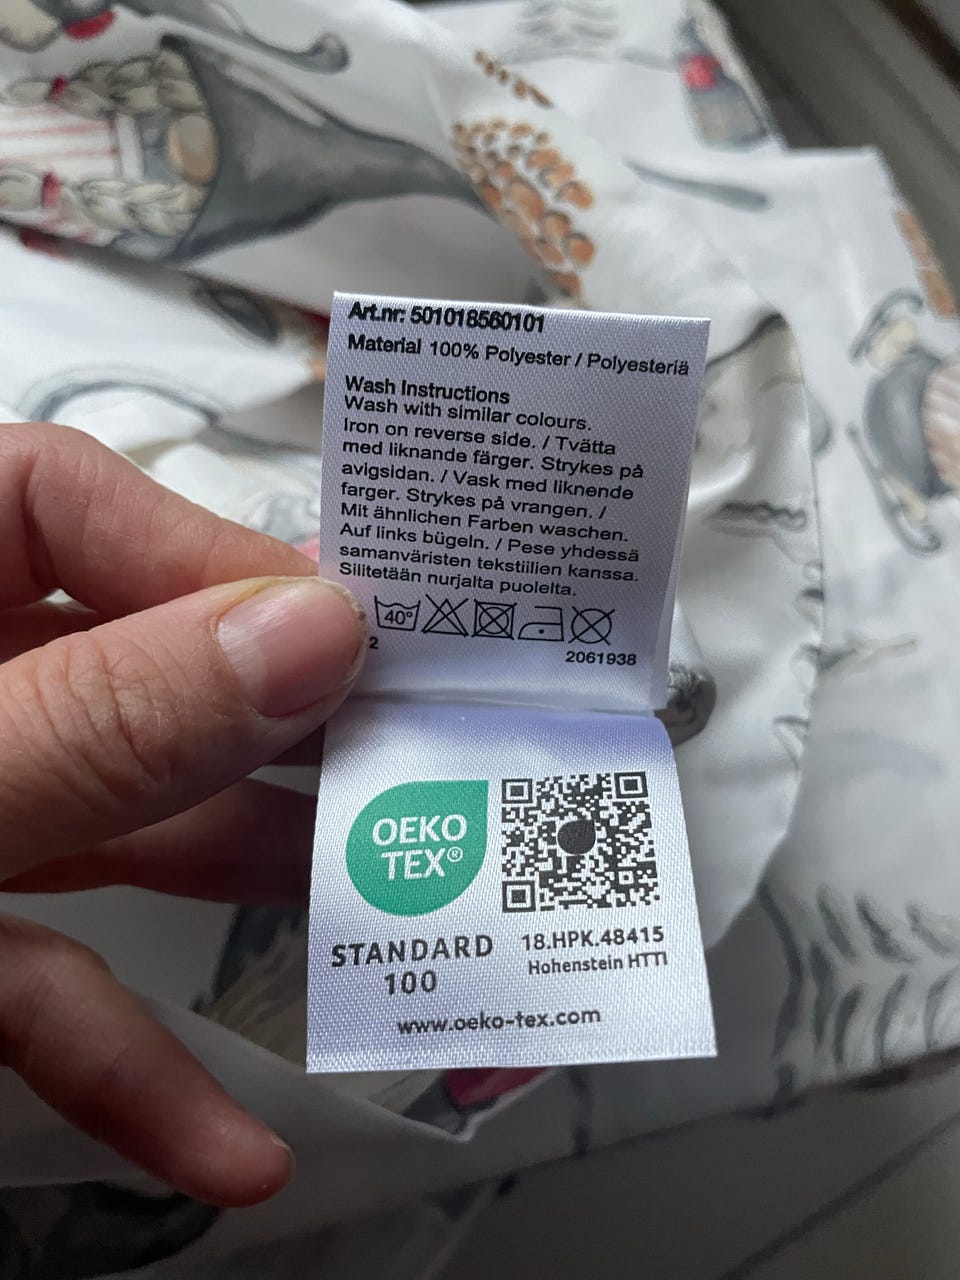 Art.nr: 501018560101
Material 100% Polyester / Polyesteriä
Wash Instructions
Wash with similar colours.
Iron on reverse side. / Tvätta
med liknande färger. Strykes på
avigsidan. / Vask med liknende
farger. Strykes på vrangen. /
Mit ähnlichen Farben waschen.
Auf links bügeln. / Pese yhdessä
samanväristen tekstiilien kanssa.
Silitetään nurjalta puolelta.
40°
2
2061938
OEKO
TEX®
STANDARD
100
18.HPK.48415
Hohenstein HTTI
www.oeko-tex.com